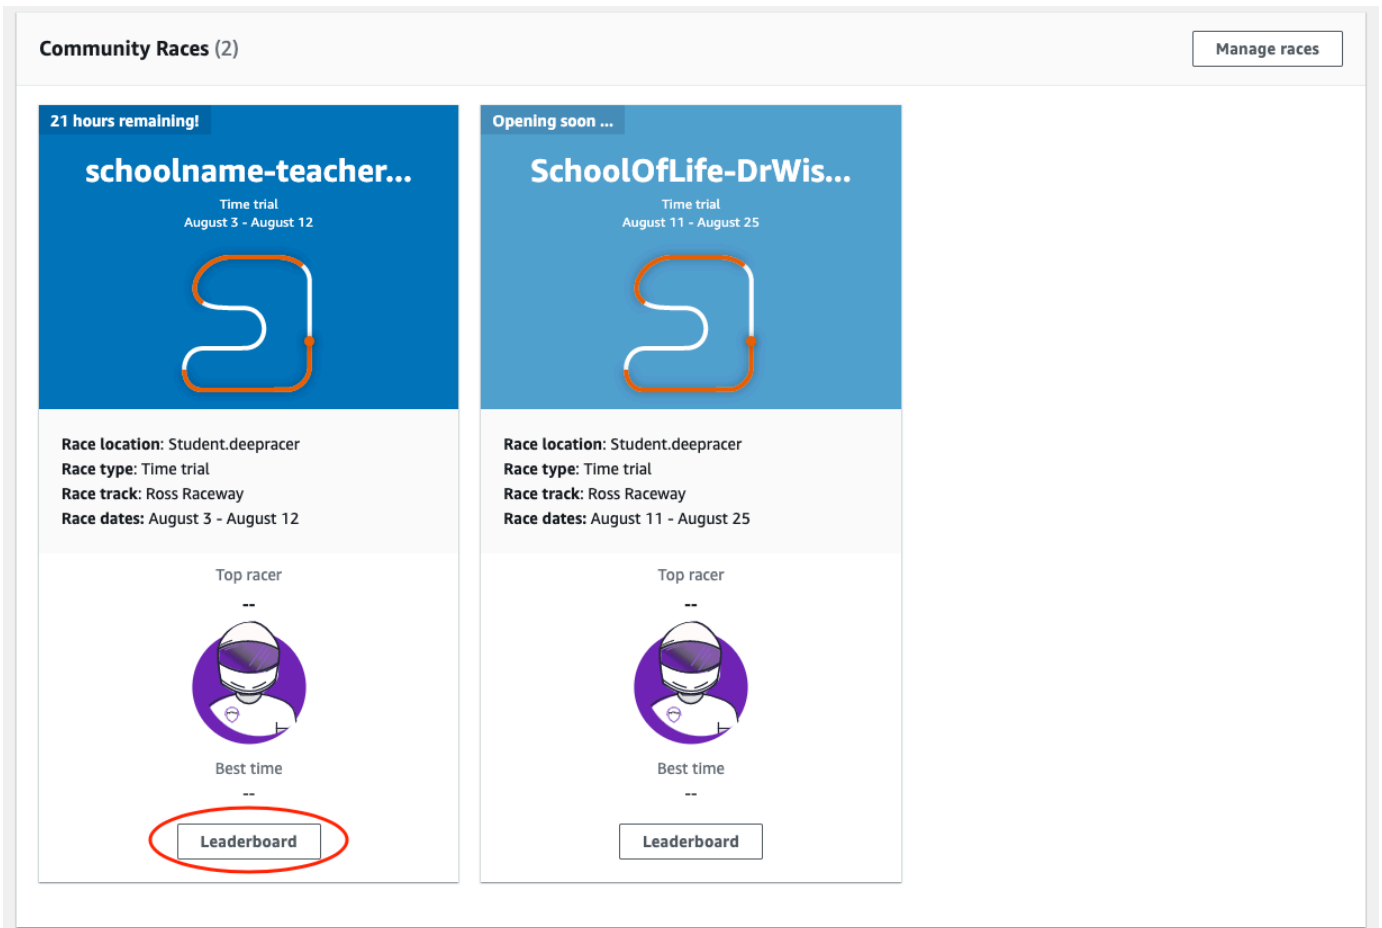 Community Races (2)
Manage races
21 hours remaining!
schoolname-teacher...
Time trial
August 3 - August 12
Race location: Student.deepracer
Race type: Time trial
Race track: Ross Raceway
Race dates: August 3 - August 12
Top racer
--
Best time
--
Leaderboard
Opening soon ...
SchoolOfLife-DrWis...
Time trial
August 11 - August 25
Race location: Student.deepracer
Race type: Time trial
Race track: Ross Raceway
Race dates: August 11 - August 25
Top racer
--
Best time
--
Leaderboard